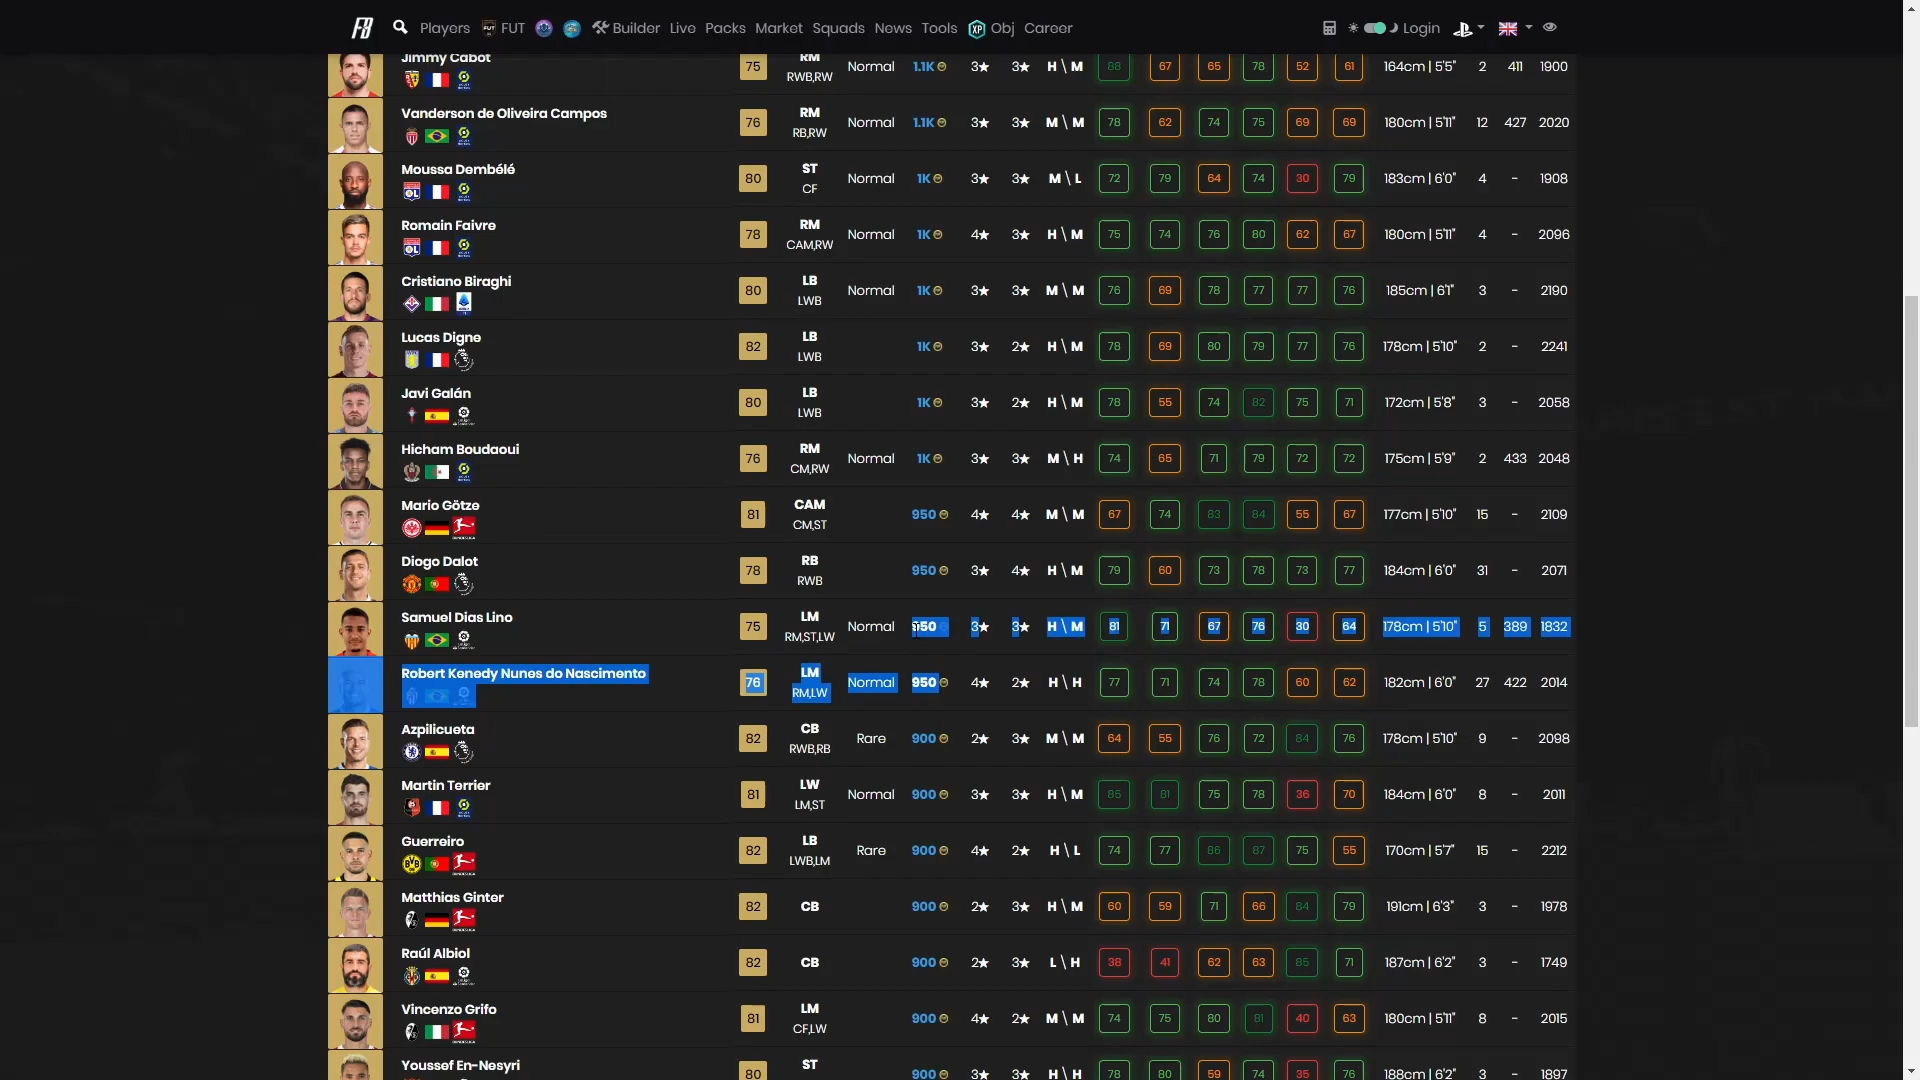 FB Players FUT FUT Builder Live Packs Market Squads News Tools XP Obj Career Login
Jimmy Cabot 75 RM RWB,RW Normal 1.1K 3★ 3★ H \ M 88 67 65 78 52 61 164cm | 5'5" 2 411 1900
Vanderson de Oliveira Campos 76 RM RB,RW Normal 1.1K 3★ 3★ M \ M 78 62 74 75 69 69 180cm | 5'11" 12 427 2020
Moussa Dembélé 80 ST CF Normal 1K 3★ 3★ M \ L 72 79 64 74 30 79 183cm | 6'0" 4 - 1908
Romain Faivre 78 RM CAM,RW Normal 1K 4★ 3★ H \ M 75 74 76 80 62 67 180cm | 5'11" 4 - 2096
Cristiano Biraghi 80 LB LWB Normal 1K 3★ 3★ M \ M 76 69 78 77 77 76 185cm | 6'1" 3 - 2190
Lucas Digne 82 LB LWB 1K 3★ 2★ H \ M 78 69 80 79 77 76 178cm | 5'10" 2 - 2241
Javi Galán 80 LB LWB 1K 3★ 2★ H \ M 78 55 74 82 75 71 172cm | 5'8" 3 - 2058
Hicham Boudaoui 76 RM CM,RW Normal 1K 3★ 3★ M \ H 74 65 71 79 72 72 175cm | 5'9" 2 433 2048
Mario Götze 81 CAM CM,ST 950 4★ 4★ M \ M 67 74 83 84 55 67 177cm | 5'10" 15 - 2109
Diogo Dalot 78 RB RWB 950 3★ 4★ H \ M 79 60 73 78 73 77 184cm | 6'0" 31 - 2071
Samuel Dias Lino 75 LM RM,ST,LW Normal 950 3★ 3★ H \ M 81 71 67 76 30 64 178cm | 5'10" 5 389 1832
Robert Kenedy Nunes do Nascimento 76 LM RM,LW Normal 950 4★ 2★ H \ H 77 71 74 78 60 62 182cm | 6'0" 27 422 2014
Azpilicueta 82 CB RWB,RB Rare 900 2★ 3★ M \ M 64 55 76 72 84 76 178cm | 5'10" 9 - 2098
Martin Terrier 81 LW LM,ST Normal 900 3★ 3★ H \ M 85 81 75 78 36 70 184cm | 6'0" 8 - 2011
Guerreiro 82 LB LWB,LM Rare 900 4★ 2★ H \ L 74 77 86 87 75 55 170cm | 5'7" 15 - 2212
Matthias Ginter 82 CB 900 2★ 3★ H \ M 60 59 71 66 84 79 191cm | 6'3" 3 - 1978
Raúl Albiol 82 CB 900 2★ 3★ L \ H 38 41 62 63 85 71 187cm | 6'2" 3 - 1749
Vincenzo Grifo 81 LM CF,LW 900 4★ 2★ M \ M 74 75 80 81 40 63 180cm | 5'11" 8 - 2015
Youssef En-Nesyri 80 ST 900 3★ 3★ H \ H 78 80 59 74 35 76 188cm | 6'2" 3 - 1897